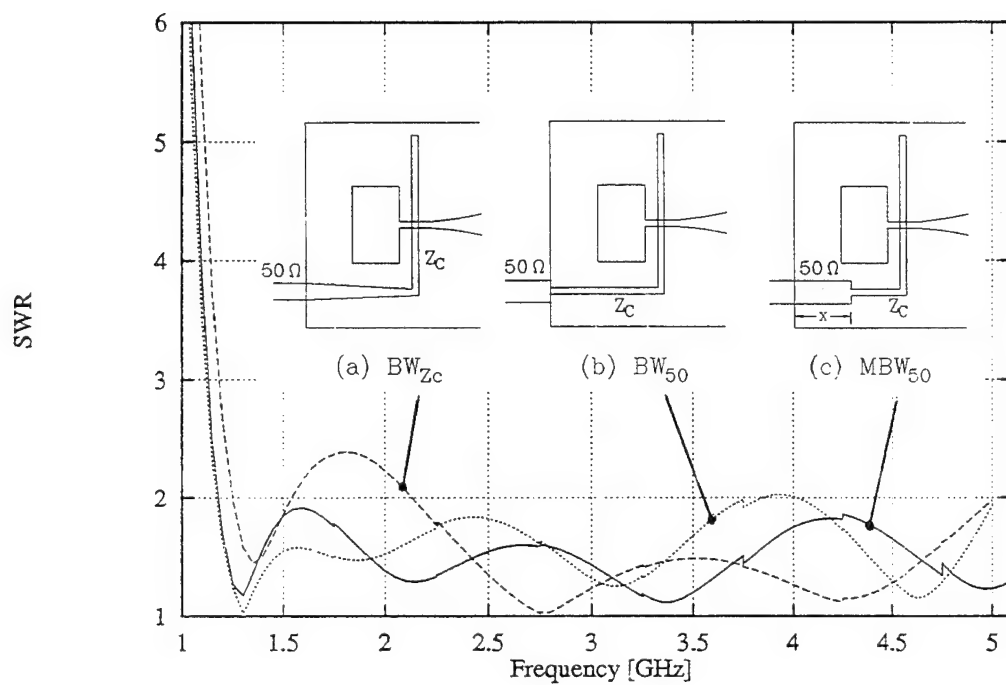 6
5
4
3
2
1
SWR
50 Ω
Z_C
(a) BW_Zc
50 Ω
Z_C
(b) BW_50
50 Ω
x
Z_C
(c) MBW_50
1
1.5
2
2.5
3
3.5
4
4.5
5
Frequency [GHz]